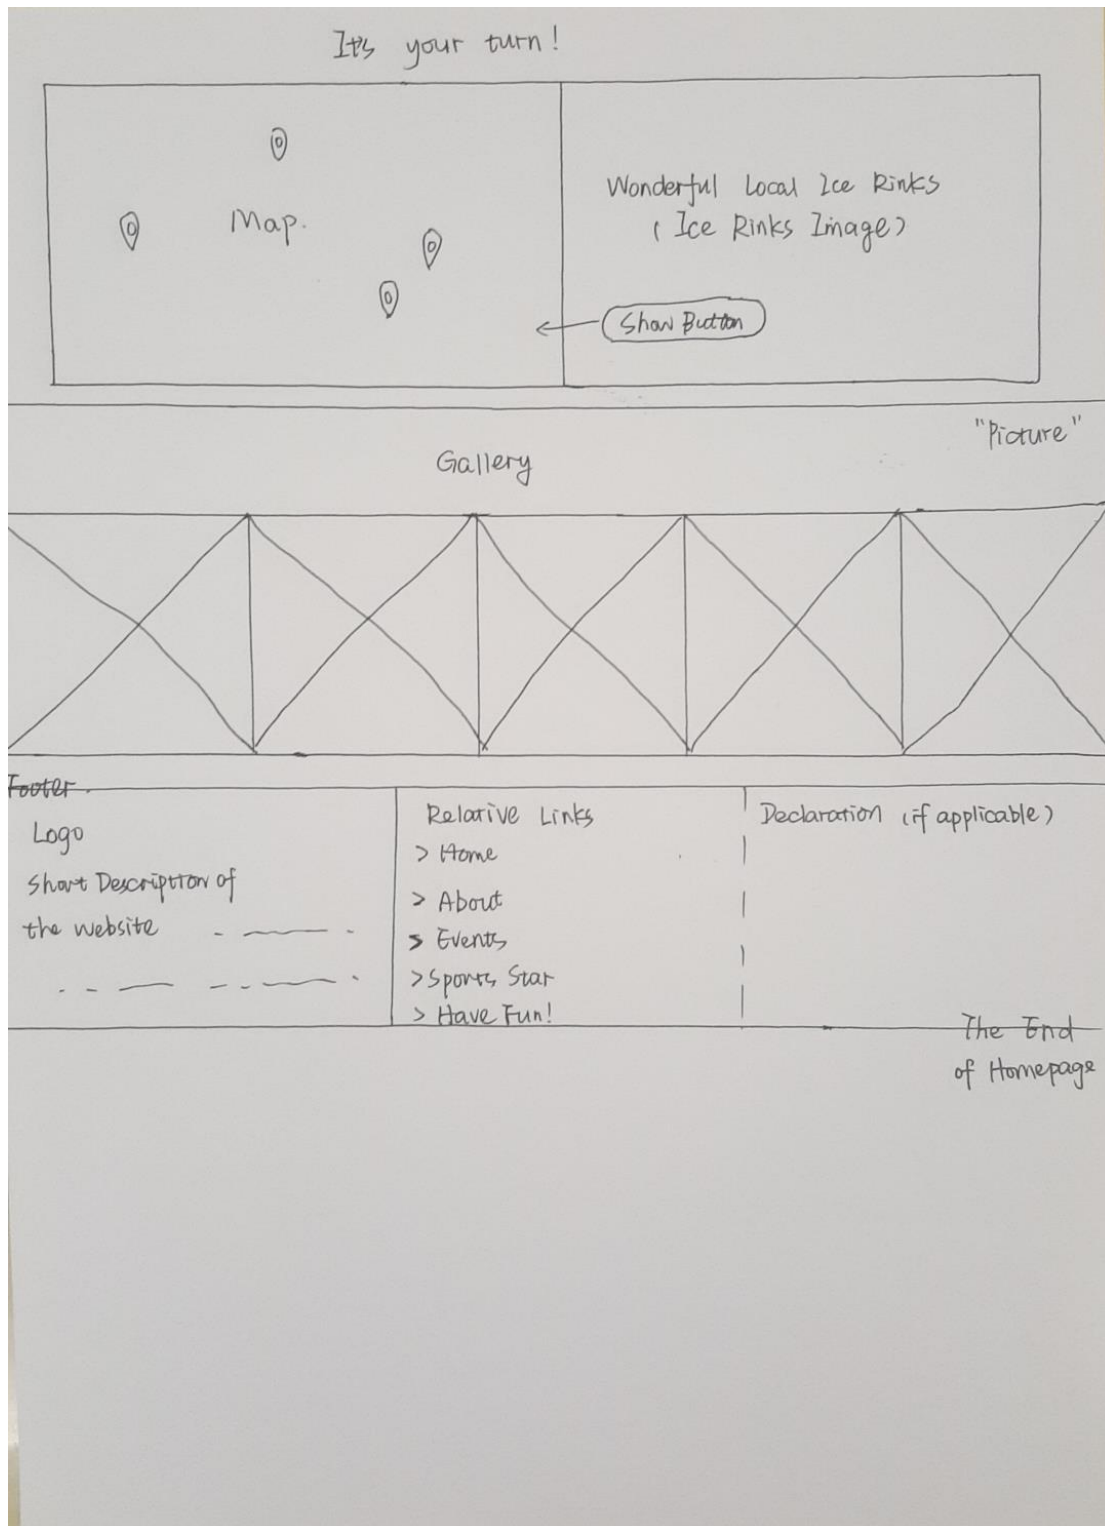 It's your turn!
Map.
Wonderful Local Ice Rinks
(Ice Rinks Image)
Show Button
"Picture"
Gallery
Footer.
Logo
Short Description of
the website
Relative Links
> Home
> About
> Events
> Sports Star
> Have Fun!
Declaration (if applicable)
The End
of Homepage